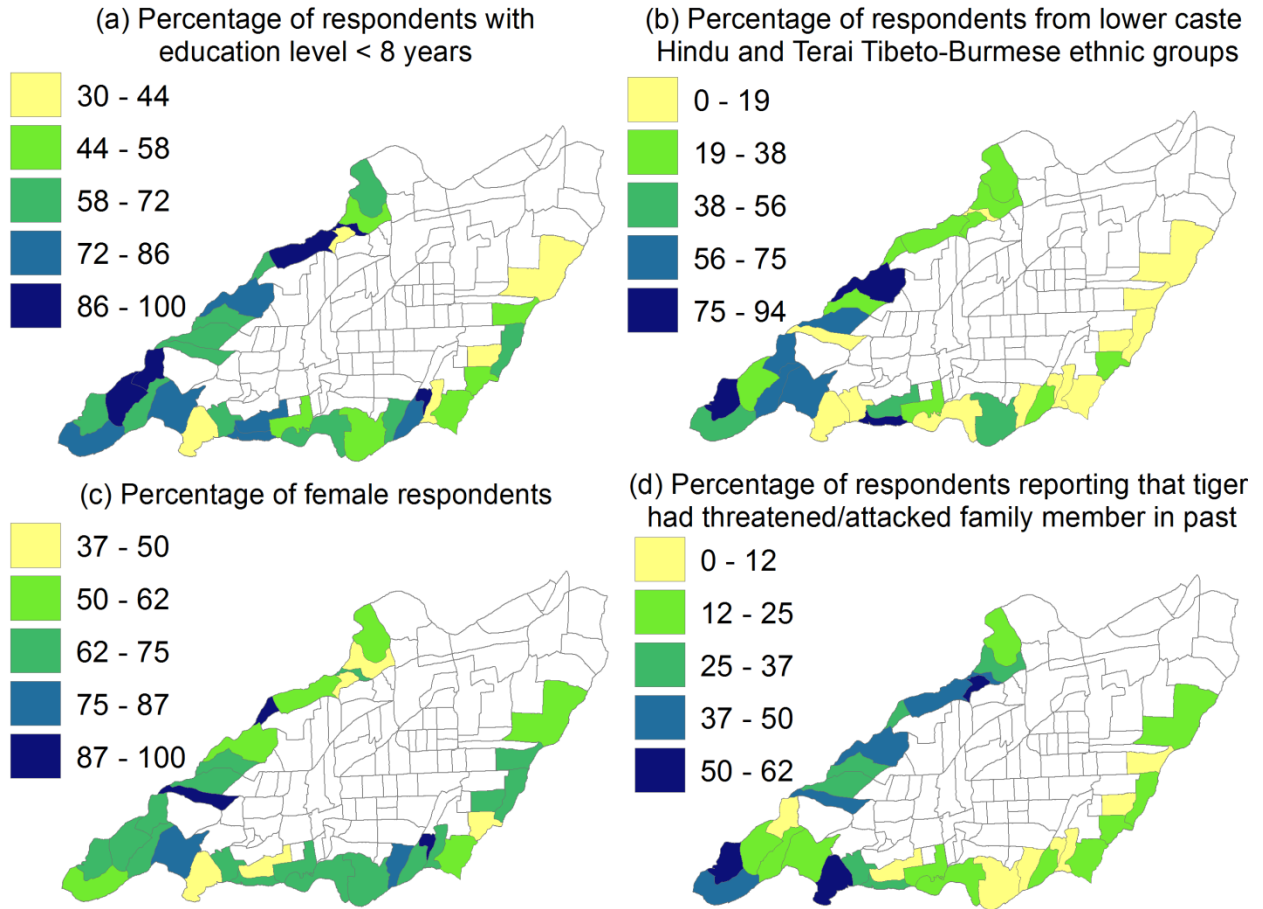 (a) Percentage of respondents with
education level < 8 years
30 - 44
44 - 58
58 - 72
72 - 86
86 - 100
(b) Percentage of respondents from lower caste
Hindu and Terai Tibeto-Burmese ethnic groups
0 - 19
19 - 38
38 - 56
56 - 75
75 - 94
(c) Percentage of female respondents
37 - 50
50 - 62
62 - 75
75 - 87
87 - 100
(d) Percentage of respondents reporting that tiger
had threatened/attacked family member in past
0 - 12
12 - 25
25 - 37
37 - 50
50 - 62